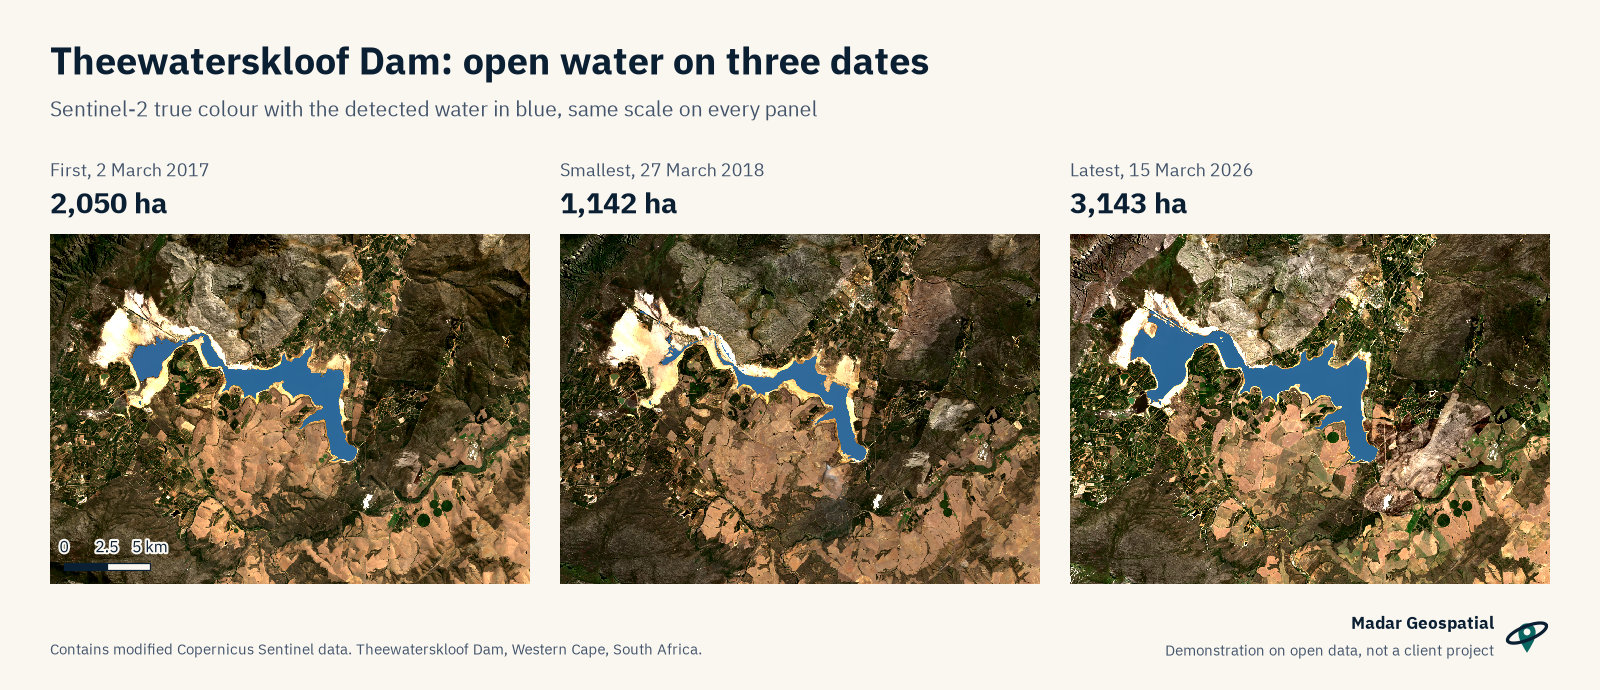 Theewaterskloof Dam: open water on three dates
Sentinel-2 true colour with the detected water in blue, same scale on every panel
First, 2 March 2017
2,050 ha
Smallest, 27 March 2018
1,142 ha
Latest, 15 March 2026
3,143 ha
0 2.5 5 km
Contains modified Copernicus Sentinel data. Theewaterskloof Dam, Western Cape, South Africa.
Madar Geospatial
Demonstration on open data, not a client project